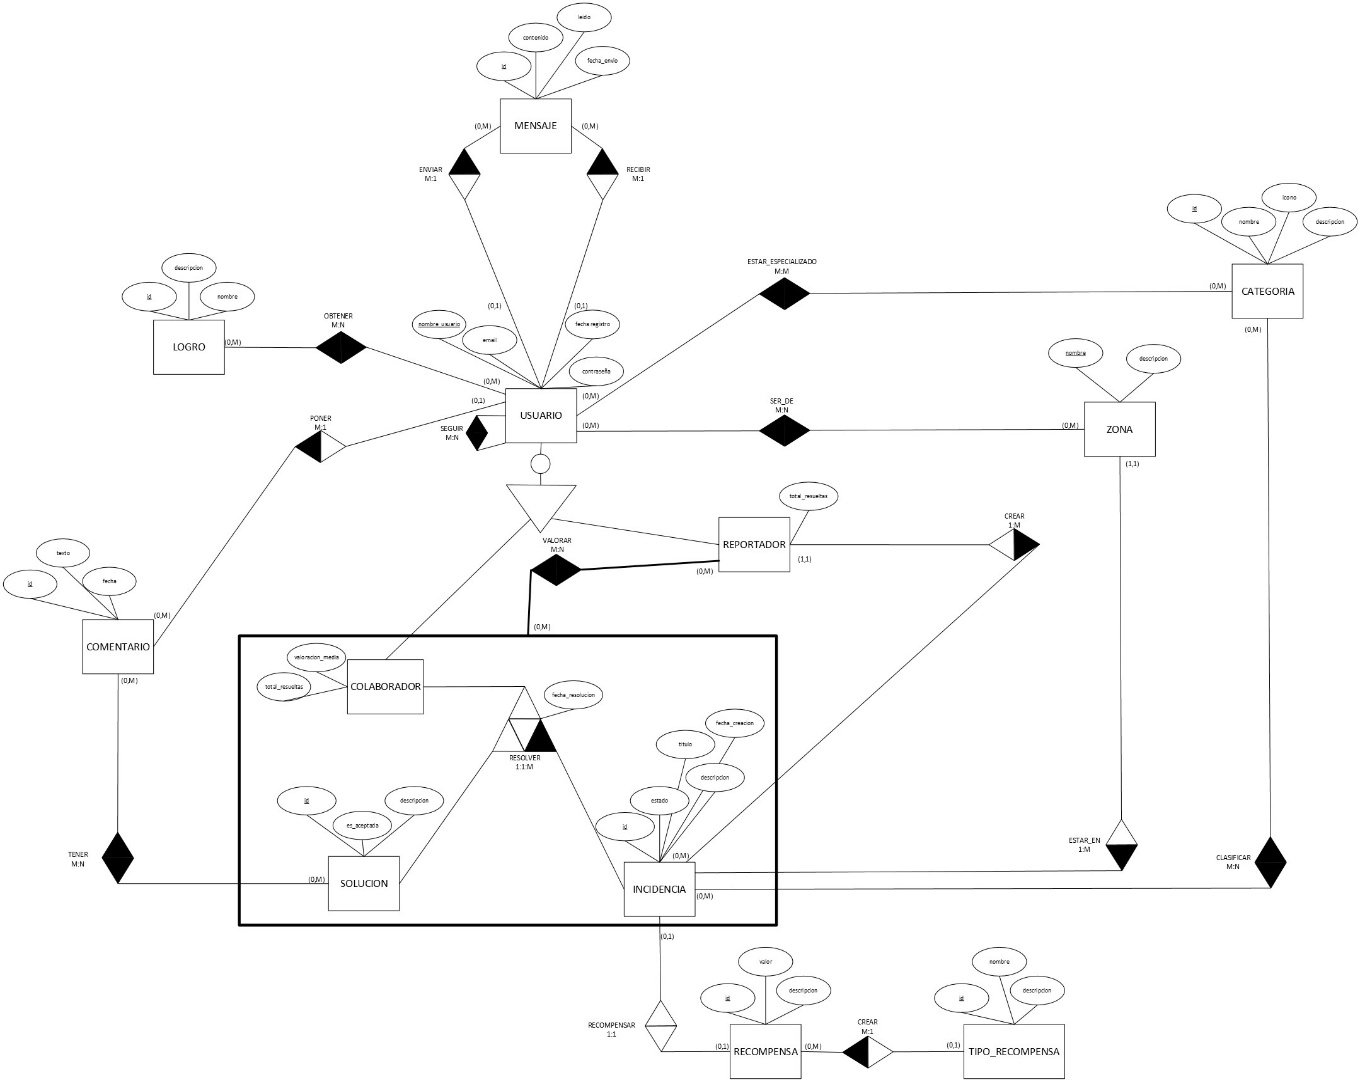 leido
contenido
fecha_envio
id
MENSAJE
(0,M)
(0,M)
ENVIAR
M:1
RECIBIR
M:1
icono
id
nombre
descripcion
ESTAR_ESPECIALIZADO
M:M
descripcion
id
nombre
(0,M)
CATEGORIA
(0,1)
(0,1)
OBTENER
M:N
nombre_usuario
email
fecha registro
(0,M)
LOGRO
(0,M)
nombre
descripcion
contraseña
(0,M)
(0,M)
(0,1)
USUARIO
SER_DE
M:N
PONER
M:1
SEGUIR
M:N
(0,M)
(0,M)
ZONA
(1,1)
total_resueltas
CREAR
1:M
VALORAR
M:N
REPORTADOR
(1,1)
(0,M)
texto
id
fecha
(0,M)
(0,M)
COMENTARIO
(0,M)
valoracion_media
total_resueltas
COLABORADOR
fecha_resolucion
fecha_creacion
titulo
RESOLVER
1:1:M
descripcion
id
descripcion
estado
es_aceptada
id
TENER
M:N
(0,M)
ESTAR_EN
1:M
CLASIFICAR
M:N
(0,M)
SOLUCION
INCIDENCIA
(0,M)
(0,1)
valor
nombre
id
descripcion
id
descripcion
RECOMPENSAR
1:1
CREAR
M:1
(0,1)
RECOMPENSA
(0,M)
(0,1)
TIPO_RECOMPENSA